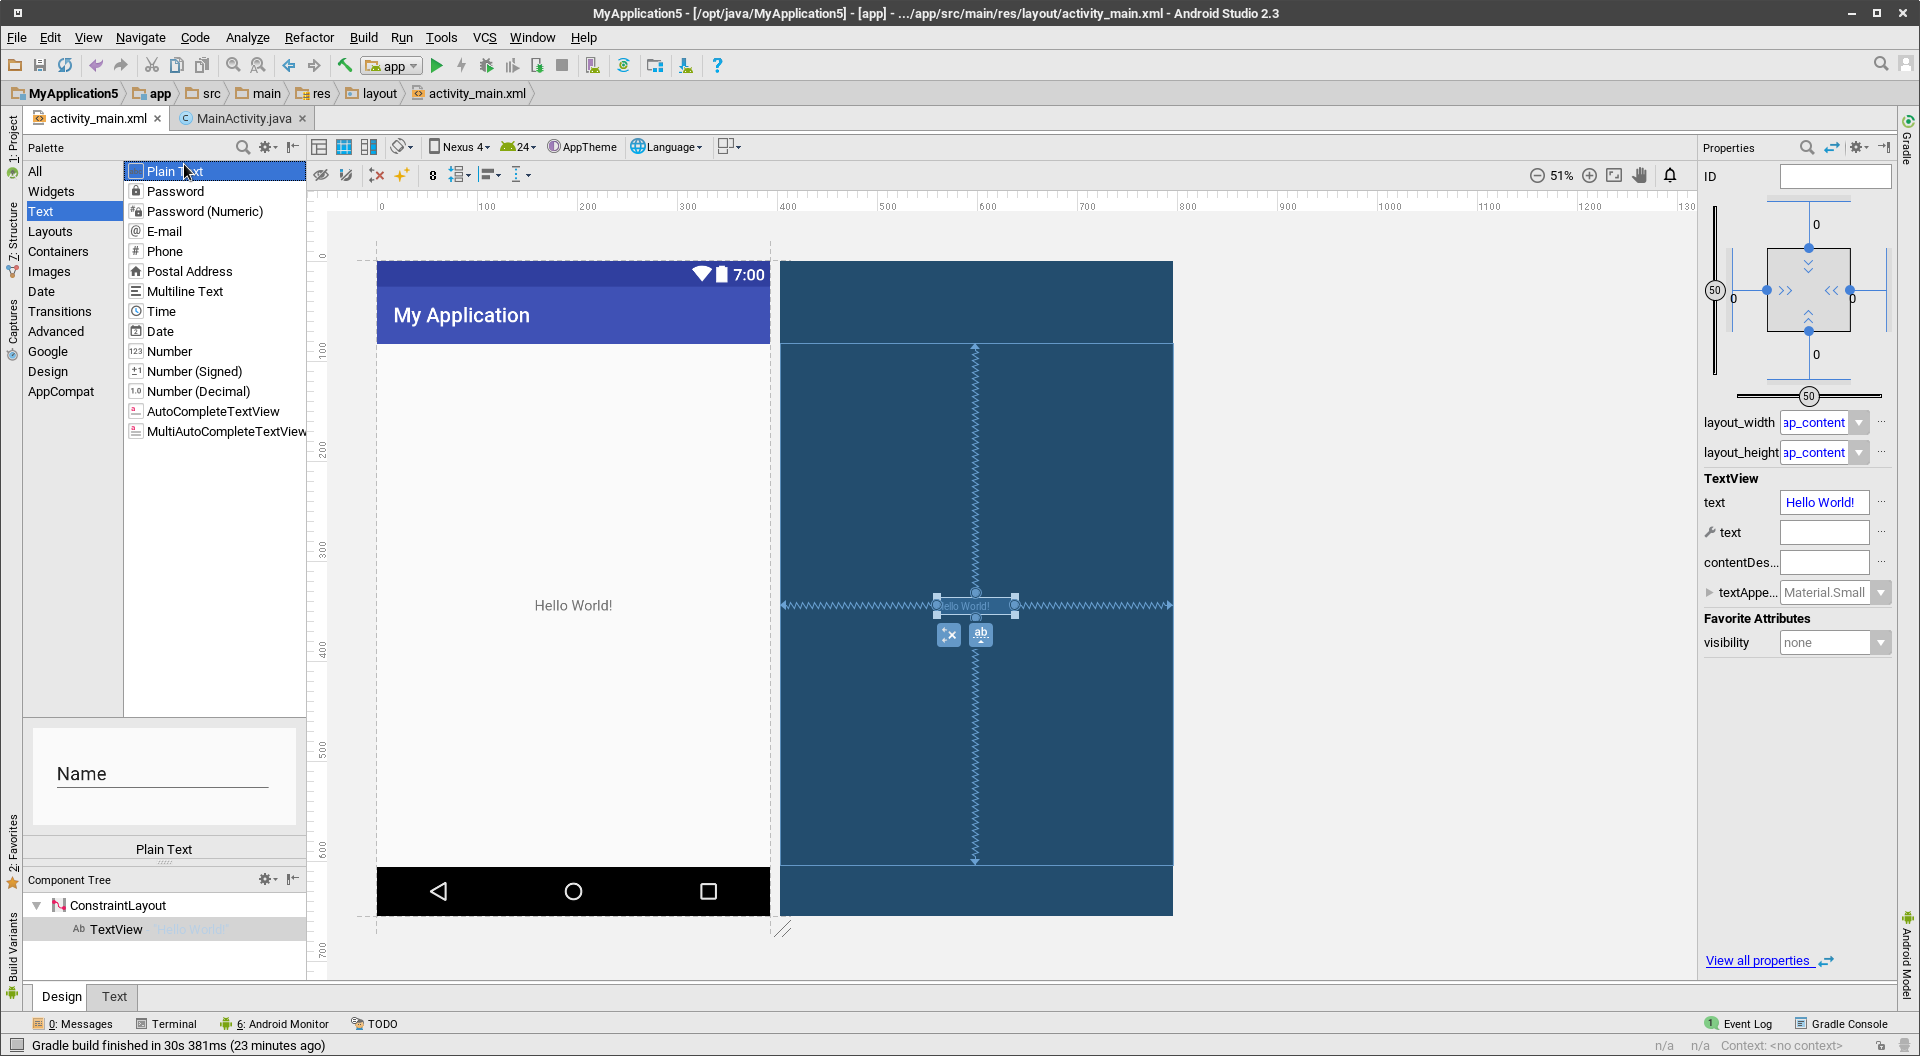 MyApplication5 - [/opt/java/MyApplication5] - [app] - .../app/src/main/res/layout/activity_main.xml - Android Studio 2.3
File Edit View Navigate Code Analyze Refactor Build Run Tools VCS Window Help
app
MyApplication5 app src main res layout activity_main.xml
activity_main.xml MainActivity.java
1: Project
7: Structure
Captures
2: Favorites
Build Variants
Palette
All
Widgets
Text
Layouts
Containers
Images
Date
Transitions
Advanced
Google
Design
AppCompat
Plain Text
Password
Password (Numeric)
E-mail
Phone
Postal Address
Multiline Text
Time
Date
Number
Number (Signed)
Number (Decimal)
AutoCompleteTextView
MultiAutoCompleteTextView
Name
Plain Text
Component Tree
ConstraintLayout
Ab TextView "Hello World!"
Nexus 4 24 AppTheme Language
8 51%
0 100 200 300 400 500 600 700 800 900 1000 1100 1200 130
0
100
200
300
400
500
600
700
7:00
My Application
Hello World!
Hello World!
ab
Properties
ID
0
50 0 0
0
50
layout_width ap_content
layout_height ap_content
TextView
text Hello World!
text
contentDes...
textAppe... Material.Small
Favorite Attributes
visibility none
View all properties
Gradle
Android Model
Design Text
0: Messages Terminal 6: Android Monitor TODO
1 Event Log Gradle Console
Gradle build finished in 30s 381ms (23 minutes ago)
n/a n/a Context: <no context>